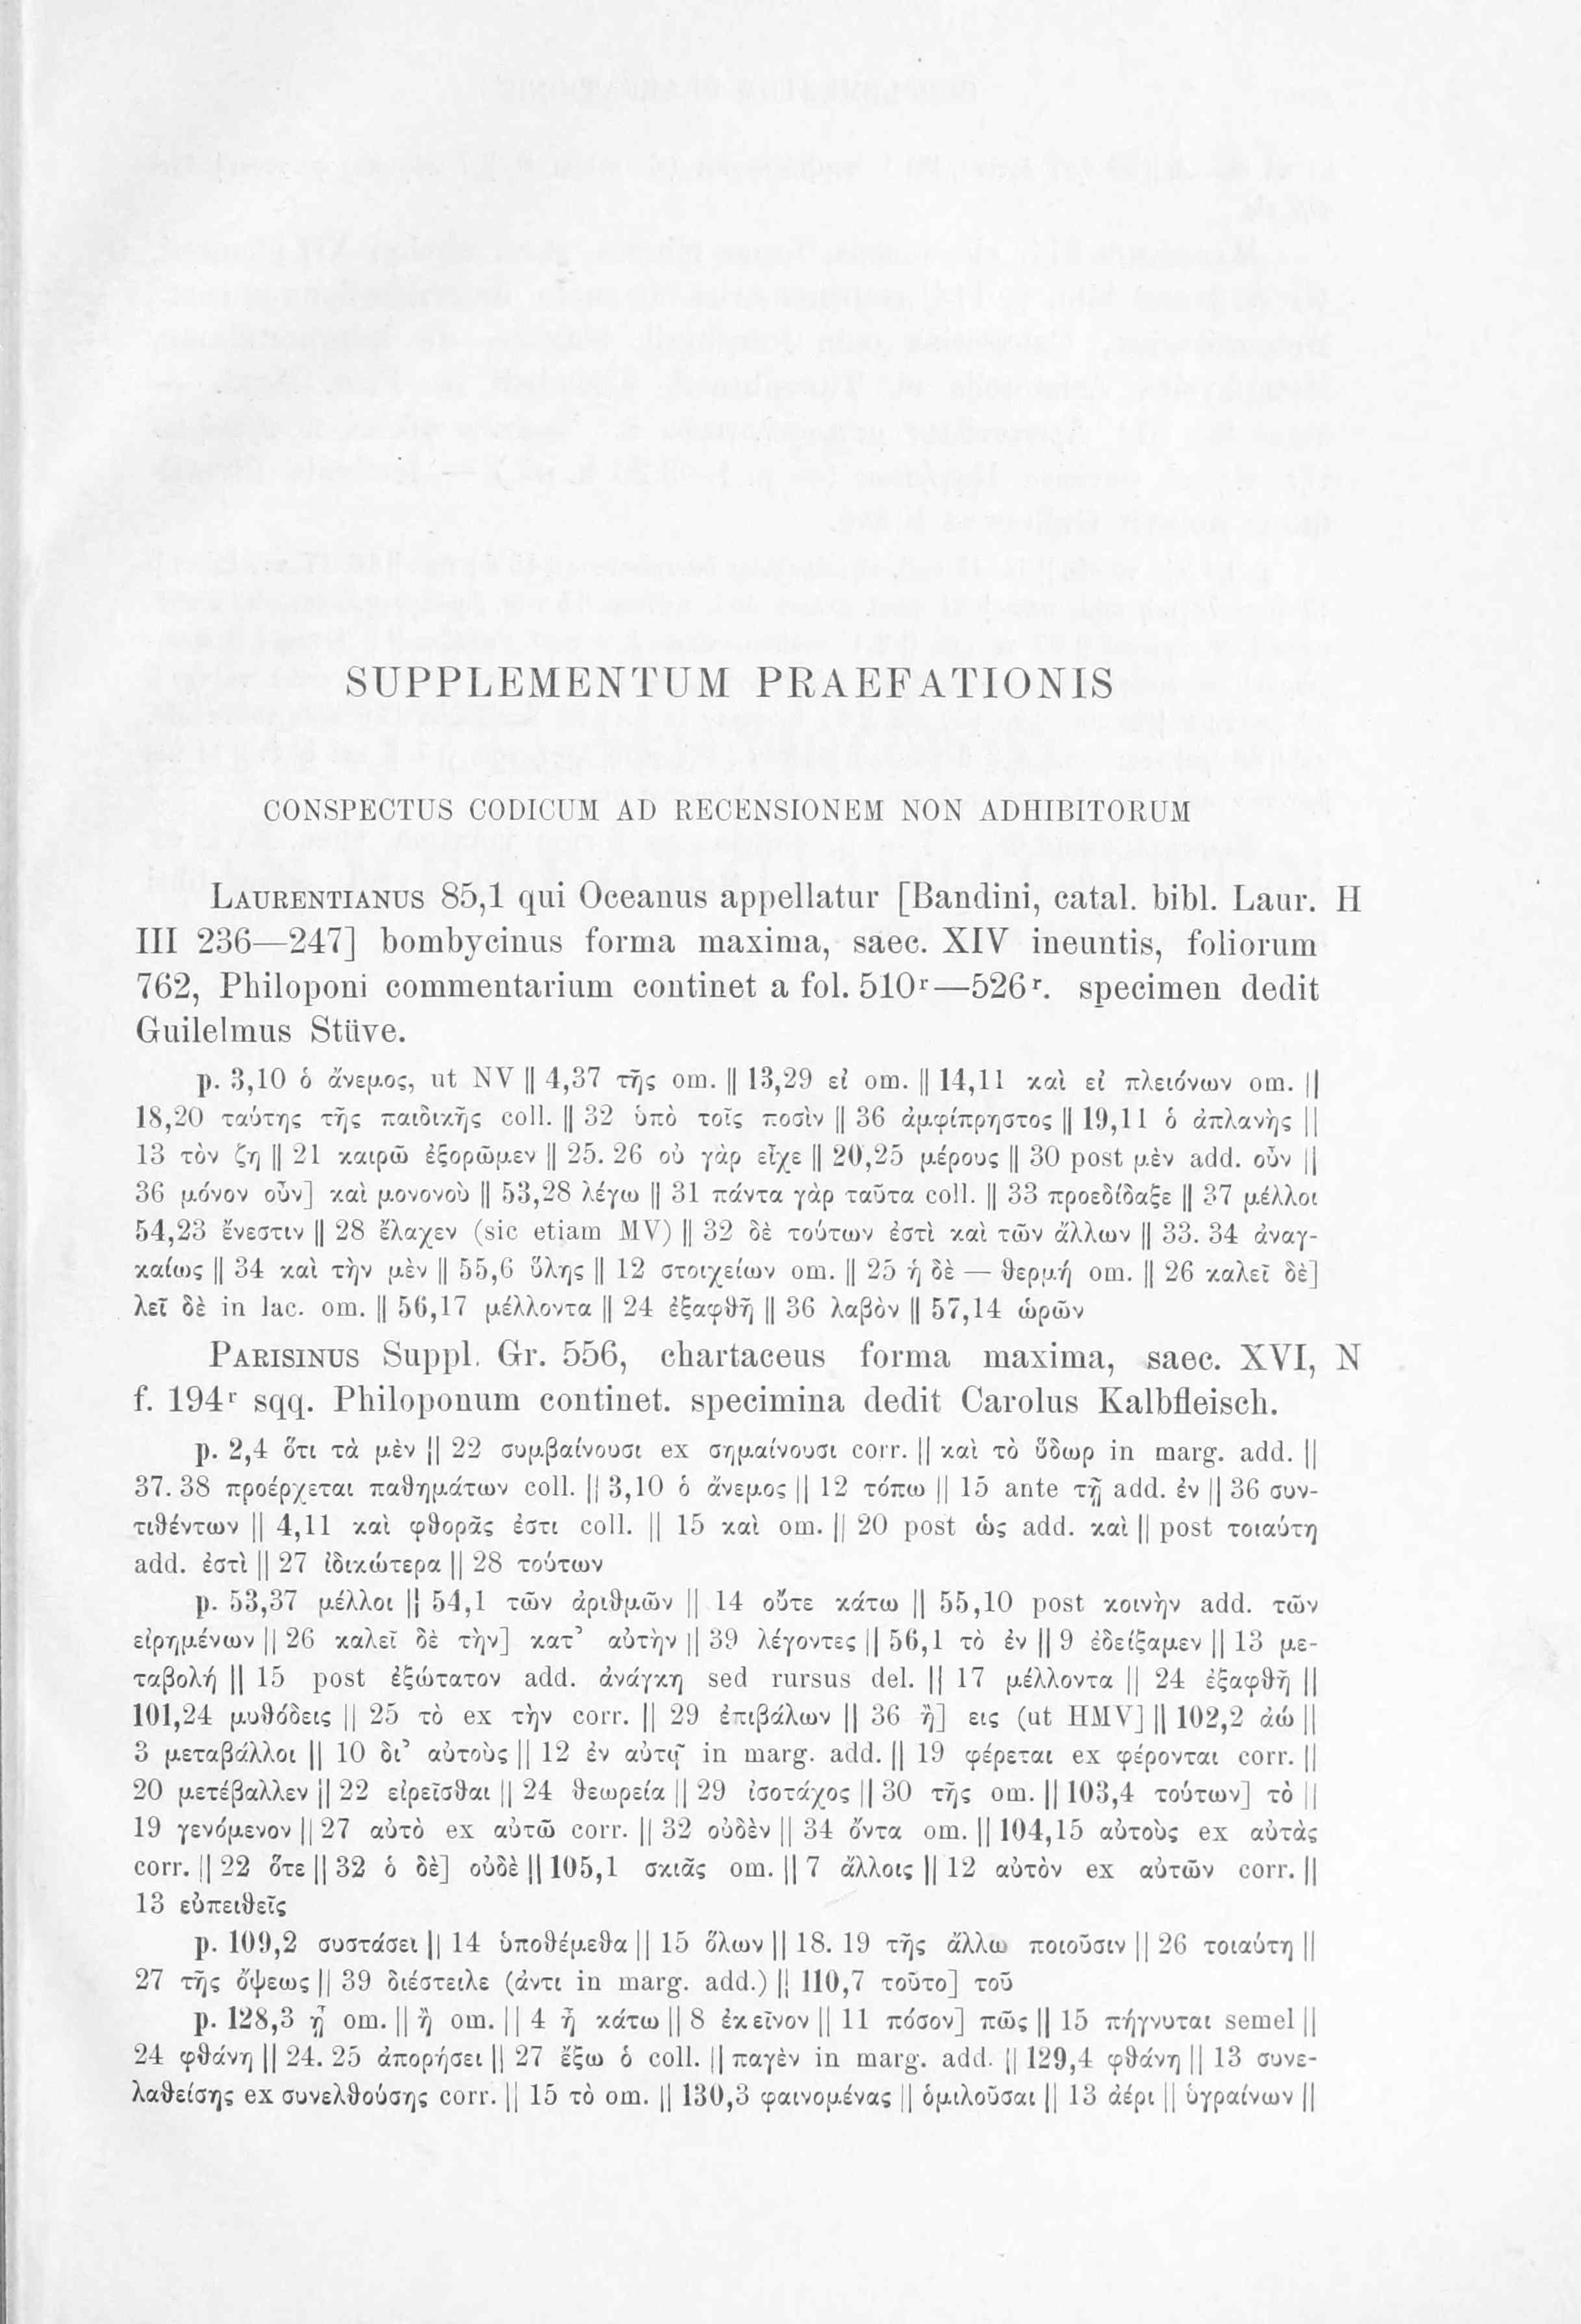 SUPPLEMENTUM PRAEFATIONIS
CONSPECTUS CODICUM AD RECENSIONEM NON ADHIBITORUM
LAURENTIANUS 85,1 qui Oceanus appellatur [Bandini, catal. bibl. Laur. H
III 236—247] bombycinus forma maxima, saec. XIV ineuntis, foliorum
762, Philoponi commentarium continet a fol. 510r—526r. specimen dedit
Guilelmus Stüve.
p. 3,10 ὁ ἄνεμος, ut NV || 4,37 τῆς om. || 13,29 εἰ om. || 14,11 καὶ εἰ πλειόνων om. ||
18,20 ταύτης τῆς παιδικῆς coll. || 32 ὑπὸ τοῖς ποσὶν || 36 ἀμφίπρηστος || 19,11 ὁ ἀπλανὴς ||
13 τὸν ζη || 21 καιρῶ ἐξορῶμεν || 25. 26 οὐ γὰρ εἶχε || 20,25 μέρους || 30 post μὲν add. οὖν ||
36 μόνον οὖν] καὶ μονονοὺ || 53,28 λέγω || 31 πάντα γὰρ ταῦτα coll. || 33 προεδίδαξε || 37 μέλλοι
54,23 ἔνεστιν || 28 ἔλαχεν (sic etiam MV) || 32 δὲ τούτων ἐστὶ καὶ τῶν ἄλλων || 33. 34 ἀναγ-
καίως || 34 καὶ τὴν μὲν || 55,6 ὕλης || 12 στοιχείων om. || 25 ἡ δὲ — θερμή om. || 26 καλεῖ δὲ]
λεῖ δὲ in lac. om. || 56,17 μέλλοντα || 24 ἐξαφθῆ || 36 λαβὸν || 57,14 ὡρῶν
PARISINUS Suppl. Gr. 556, chartaceus forma maxima, saec. XVI, N
f. 194r sqq. Philoponum continet. specimina dedit Carolus Kalbfleisch.
p. 2,4 ὅτι τὰ μὲν || 22 συμβαίνουσι ex σημαίνουσι corr. || καὶ τὸ ὕδωρ in marg. add. ||
37. 38 προέρχεται παθημάτων coll. || 3,10 ὁ ἄνεμος || 12 τόπω || 15 ante τῇ add. ἐν || 36 συν-
τιθέντων || 4,11 καὶ φθορᾶς ἐστι coll. || 15 καὶ om. || 20 post ὡς add. καὶ || post τοιαύτη
add. ἐστὶ || 27 ἰδικώτερα || 28 τούτων
p. 53,37 μέλλοι || 54,1 τῶν ἀριθμῶν || 14 οὔτε κάτω || 55,10 post κοινὴν add. τῶν
εἰρημένων || 26 καλεῖ δὲ τὴν] κατ’ αὐτὴν || 39 λέγοντες || 56,1 τὸ ἐν || 9 ἐδείξαμεν || 13 με-
ταβολή || 15 post ἐξώτατον add. ἀνάγκη sed rursus del. || 17 μέλλοντα || 24 ἐξαφθῆ ||
101,24 μυθόδεις || 25 τὸ ex τὴν corr. || 29 ἐπιβάλων || 36 ἢ] εις (ut HMV] || 102,2 ἀώ ||
3 μεταβάλλοι || 10 δι’ αὐτοὺς || 12 ἐν αὐτῷ in marg. add. || 19 φέρεται ex φέρονται corr. ||
20 μετέβαλλεν || 22 εἰρεῖσθαι || 24 θεωρεία || 29 ἰσοτάχος || 30 τῆς om. || 103,4 τούτων] τὸ ||
19 γενόμενον || 27 αὐτὸ ex αὐτῶ corr. || 32 οὐδὲν || 34 ὄντα om. || 104,15 αὐτοὺς ex αὐτὰς
corr. || 22 ὅτε || 32 ὁ δὲ] οὐδὲ || 105,1 σκιᾶς om. || 7 ἄλλοις || 12 αὐτὸν ex αὐτῶν corr. ||
13 εὐπειθεῖς
p. 109,2 συστάσει || 14 ὑποθέμεθα || 15 ὅλων || 18. 19 τῆς ἄλλω ποιοῦσιν || 26 τοιαύτη ||
27 τῆς ὄψεως || 39 διέστειλε (ἀντι in marg. add.) || 110,7 τοῦτο] τοῦ
p. 128,3 ᾗ om. || ἢ om. || 4 ἦ κάτω || 8 ἐκεῖνον || 11 πόσον] πῶς || 15 πήγνυται semel ||
24 φθάνη || 24. 25 ἀπορήσει || 27 ἔξω ὁ coll. || παγὲν in marg. add. || 129,4 φθάνη || 13 συνε-
λαθείσης ex συνελθούσης corr. || 15 τὸ om. || 130,3 φαινομένας || ὁμιλοῦσαι || 13 ἀέρι || ὑγραίνων ||